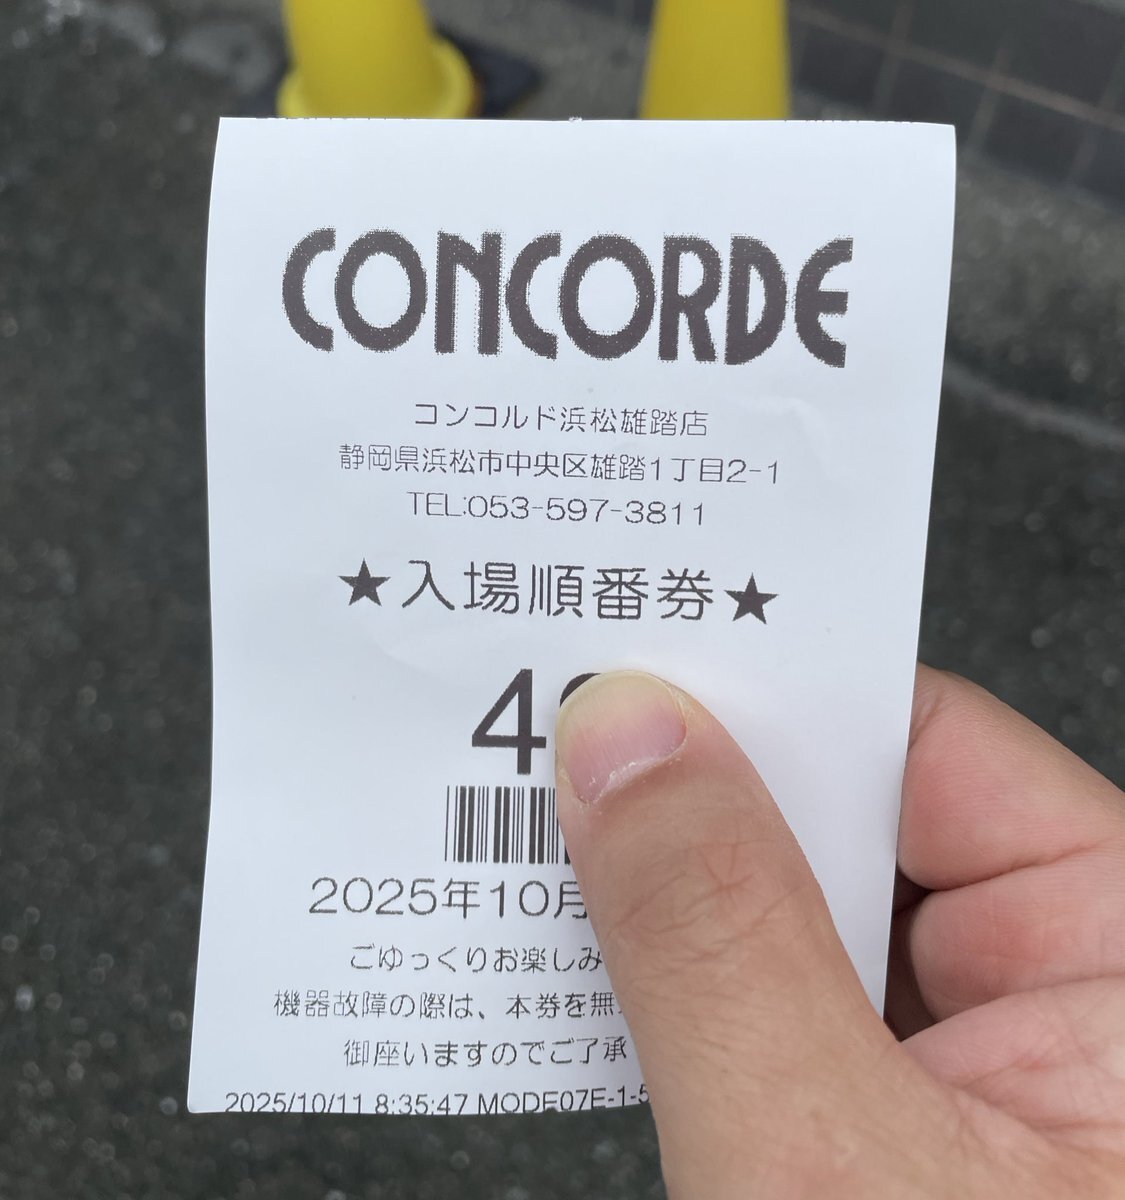 CONCORDE
コンコルド浜松雄踏店
静岡県浜松市中央区雄踏1丁目2-1
TEL:053-597-3811
★入場順番券★
4
2025年10月
ごゆっくりお楽しみ
機器故障の際は、本券を無
御座いますのでご了承
2025/10/11 8:35:47 MODE07E-1-5